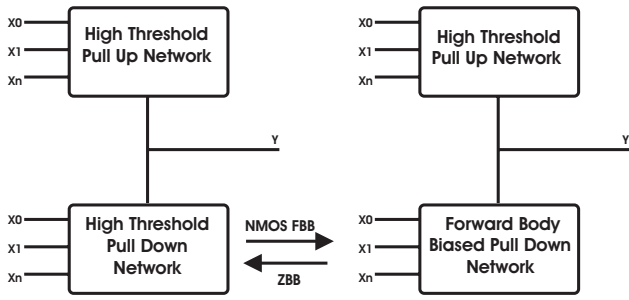 X0
X1
Xn
High Threshold
Pull Up Network
Y
X0
X1
Xn
High Threshold
Pull Down
Network
NMOS FBB
ZBB
X0
X1
Xn
High Threshold
Pull Up Network
Y
X0
X1
Xn
Forward Body
Biased Pull Down
Network